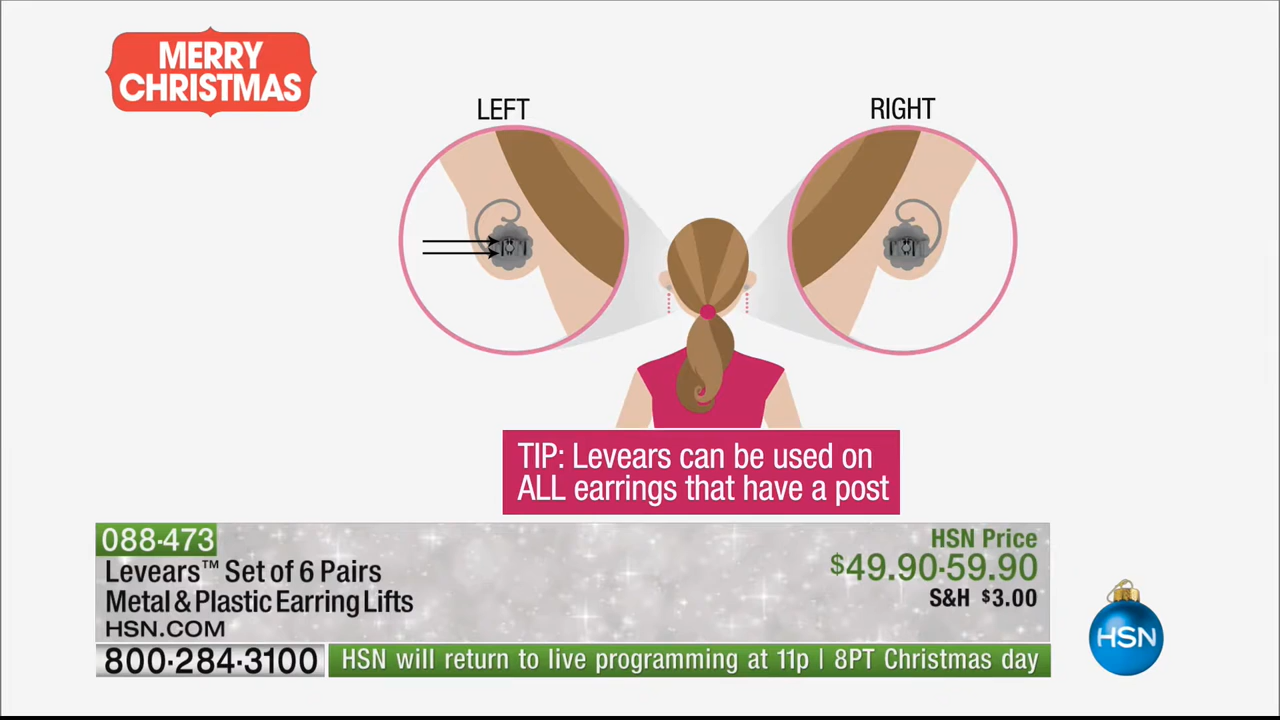 MERRY
CHRISTMAS
LEFT
RIGHT
TIP: Levears can be used on
ALL earrings that have a post
088-473
Levears™ Set of 6 Pairs
Metal & Plastic Earring Lifts
HSN.COM
HSN Price
$49.90-59.90
S&H $3.00
HSN
800-284-3100
HSN will return to live programming at 11p | 8PT Christmas day